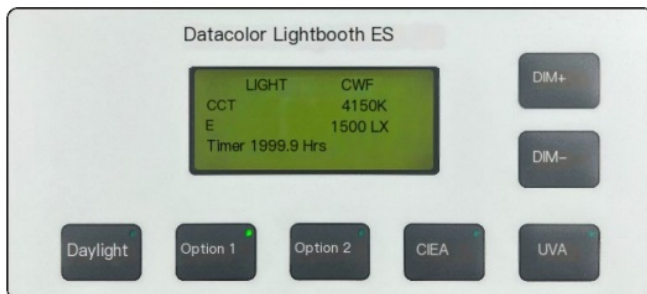 Datacolor Lightbooth ES
LIGHT CWF
CCT 4150K
E 1500 LX
Timer 1999.9 Hrs
DIM+
DIM−
Daylight
Option 1
Option 2
CIEA
UVA